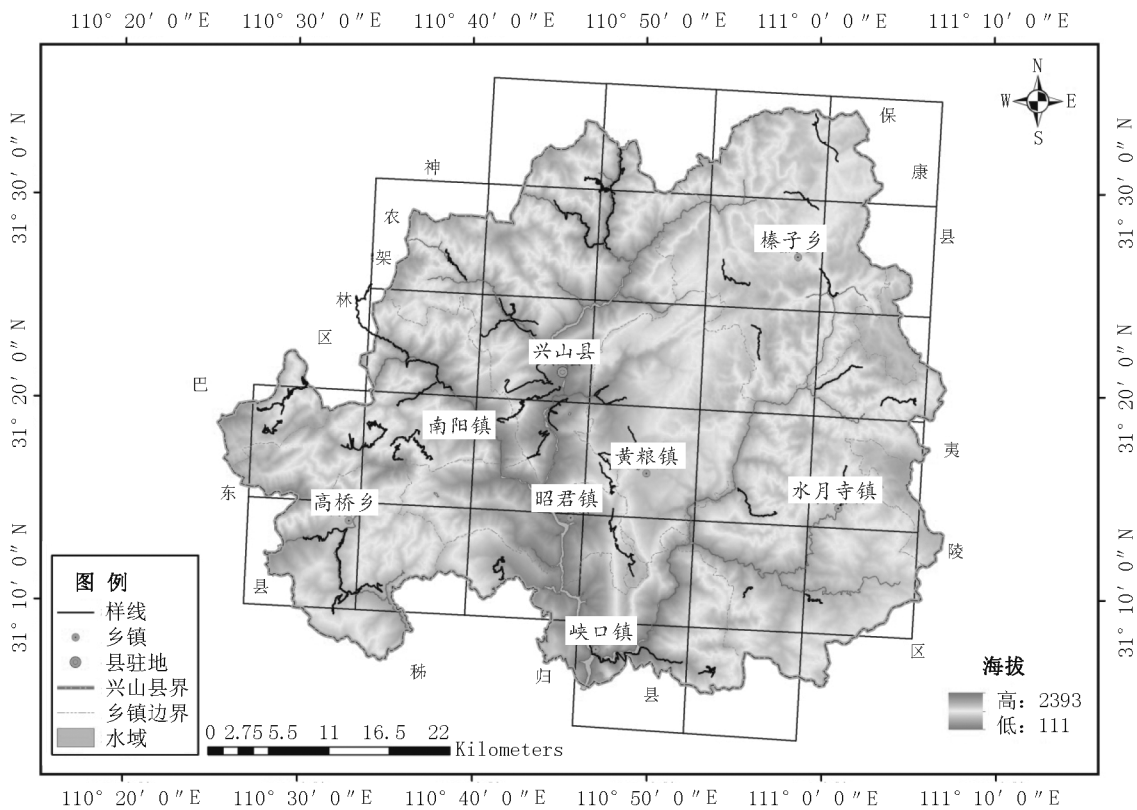 110° 20′ 0″E 110° 30′ 0″E 110° 40′ 0″E 110° 50′ 0″E 111° 0′ 0″E 111° 10′ 0″E
N
W E
S
31° 30′ 0″N
31° 30′ 0″N
31° 20′ 0″N
31° 20′ 0″N
31° 10′ 0″N
31° 10′ 0″N
保
康
县
神
农
架
林
区
榛子乡
兴山县
巴
东
县
南阳镇
黄粮镇
夷
陵
区
高桥乡
昭君镇
水月寺镇
峡口镇
秭
归
县
图 例
样线
乡镇
县驻地
兴山县界
乡镇边界
水域
海拔
高: 2393
低: 111
0 2.75 5.5 11 16.5 22
Kilometers
110° 20′ 0″E 110° 30′ 0″E 110° 40′ 0″E 110° 50′ 0″E 111° 0′ 0″E 111° 10′ 0″E